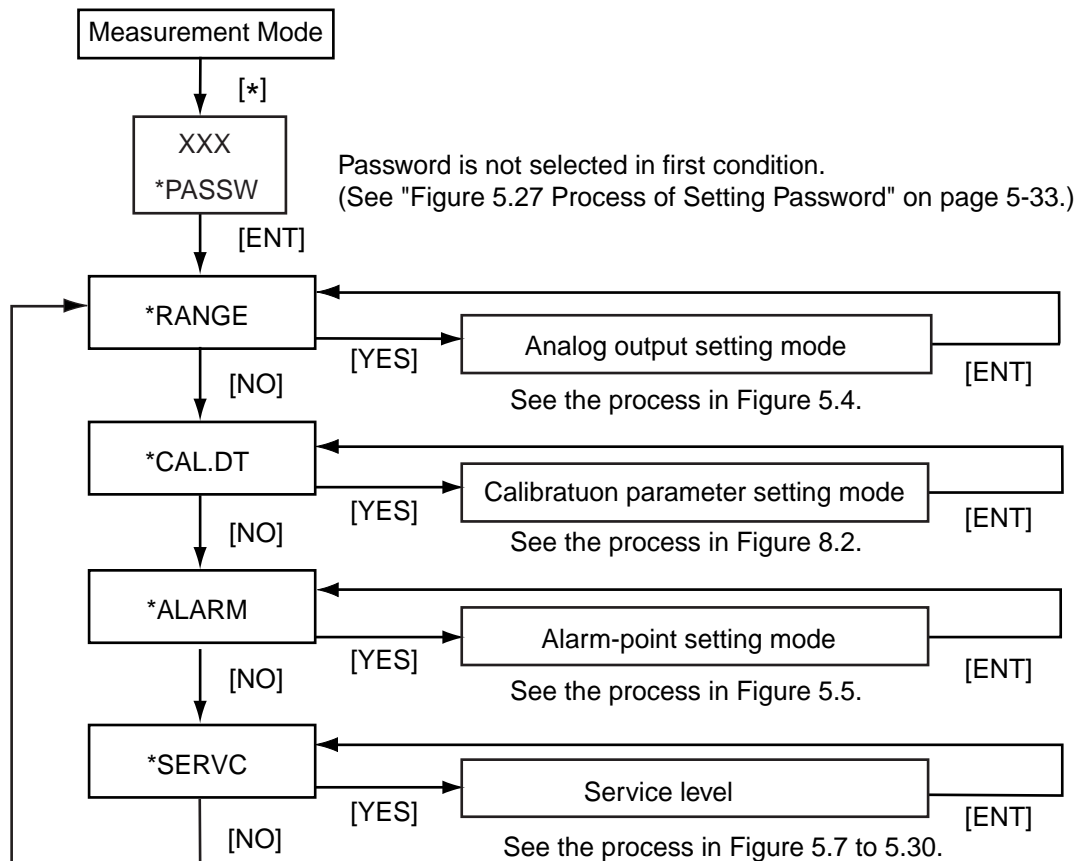 Measurement Mode
[*]
XXX
*PASSW
Password is not selected in first condition.
(See "Figure 5.27 Process of Setting Password" on page 5-33.)
[ENT]
*RANGE
[YES]
Analog output setting mode
[ENT]
[NO]
See the process in Figure 5.4.
*CAL.DT
[YES]
Calibratuon parameter setting mode
[ENT]
[NO]
See the process in Figure 8.2.
*ALARM
[YES]
Alarm-point setting mode
[ENT]
[NO]
See the process in Figure 5.5.
*SERVC
[YES]
Service level
[ENT]
[NO]
See the process in Figure 5.7 to 5.30.